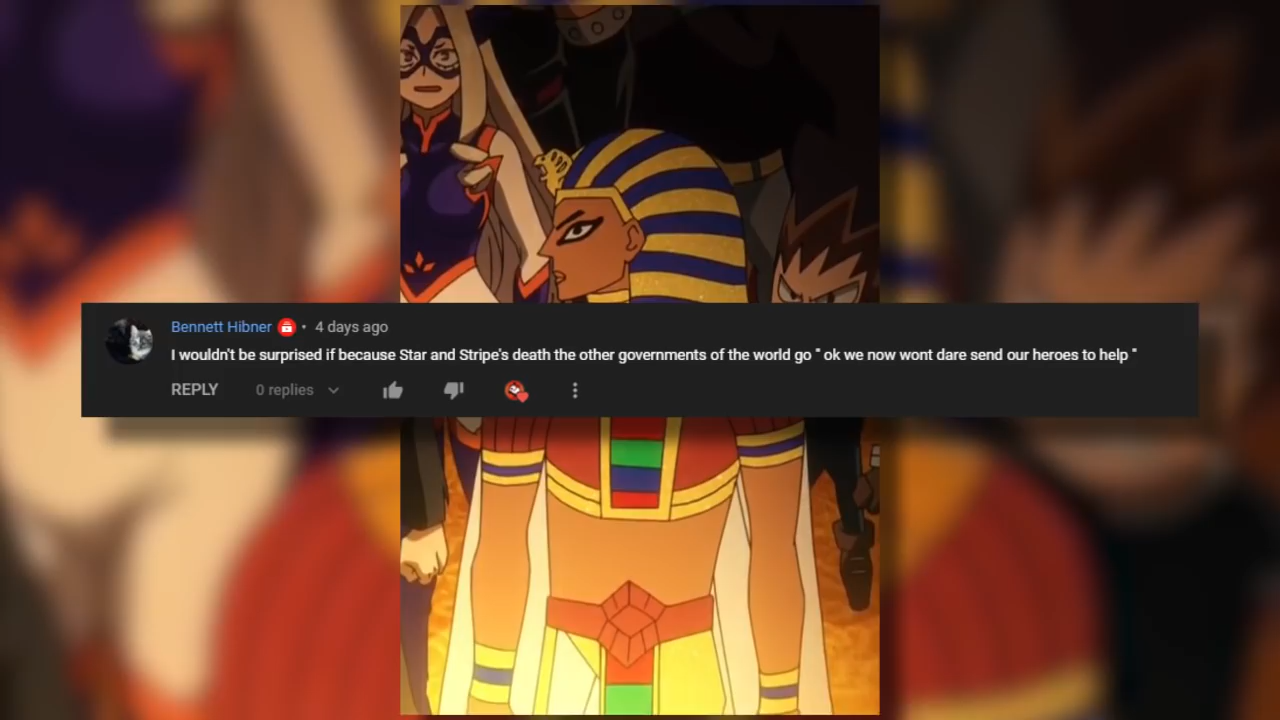 Bennett Hibner • 4 days ago
I wouldn't be surprised if because Star and Stripe's death the other governments of the world go " ok we now wont dare send our heroes to help "
REPLY 0 replies